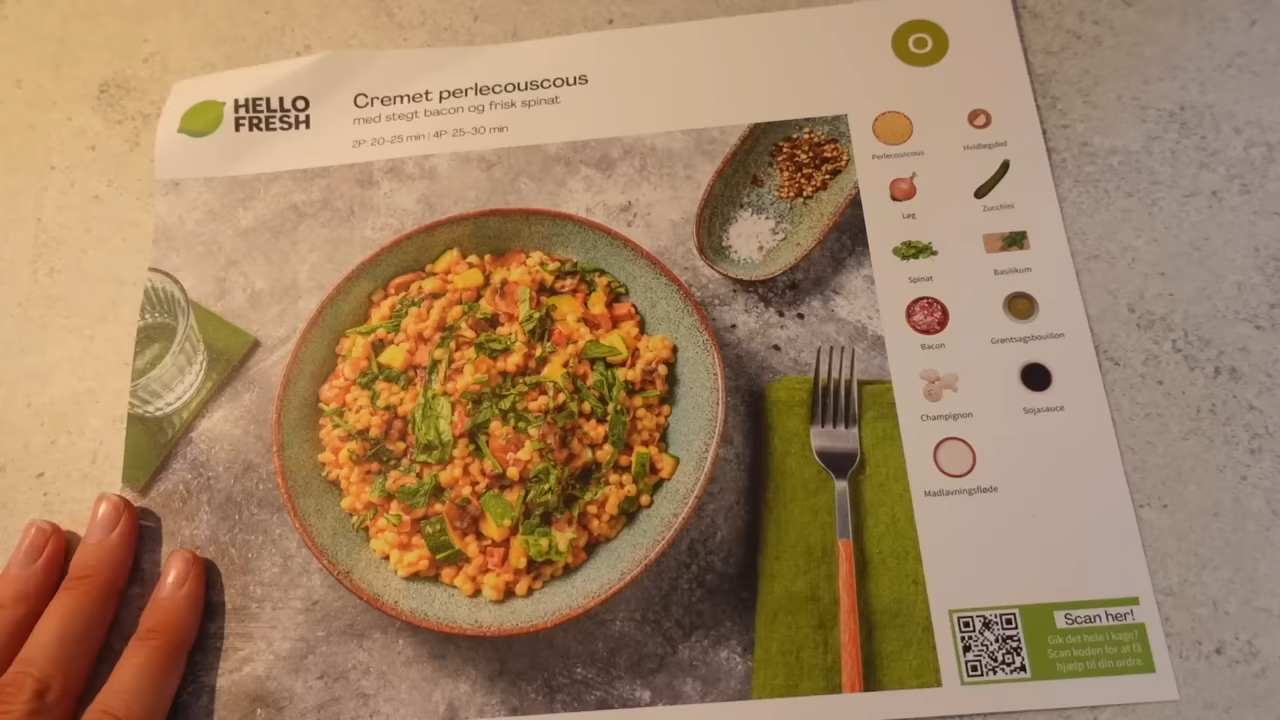 HELLO
FRESH
Cremet perlecouscous
med stegt bacon og frisk spinat
2P: 20-25 min | 4P: 25-30 min
O
Perlecouscous
Hvidløgsfed
Løg
Zucchini
Spinat
Basilikum
Bacon
Grøntsagsbouillon
Champignon
Sojasauce
Madlavningsfløde
Scan her!
Gik det hele i kage?
Scan koden for at få
hjælp til din ordre.